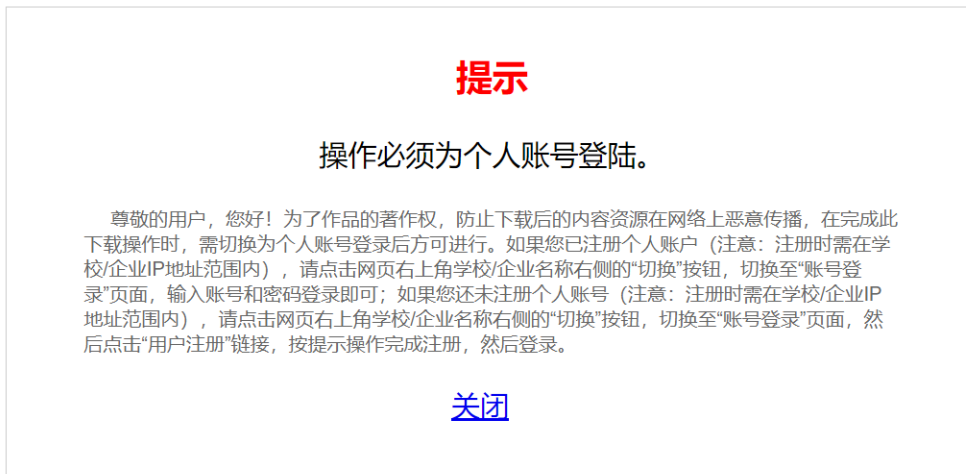 提示
操作必须为个人账号登陆。
尊敬的用户，您好！为了作品的著作权，防止下载后的内容资源在网络上恶意传播，在完成此
下载操作时，需切换为个人账号登录后方可进行。如果您已注册个人账户（注意：注册时需在学
校/企业IP地址范围内），请点击网页右上角学校/企业名称右侧的“切换”按钮，切换至“账号登
录”页面，输入账号和密码登录即可；如果您还未注册个人账号（注意：注册时需在学校/企业IP
地址范围内），请点击网页右上角学校/企业名称右侧的“切换”按钮，切换至“账号登录”页面，然
后点击“用户注册”链接，按提示操作完成注册，然后登录。
关闭